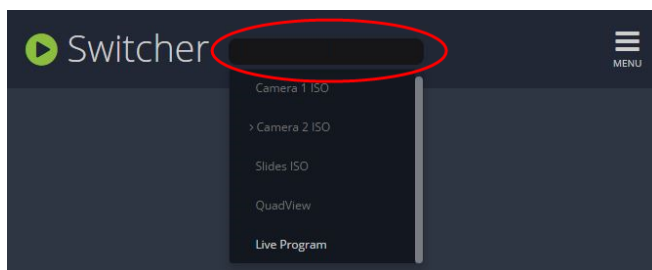 Switcher
MENU
Camera 1 ISO
> Camera 2 ISO
Slides ISO
QuadView
Live Program